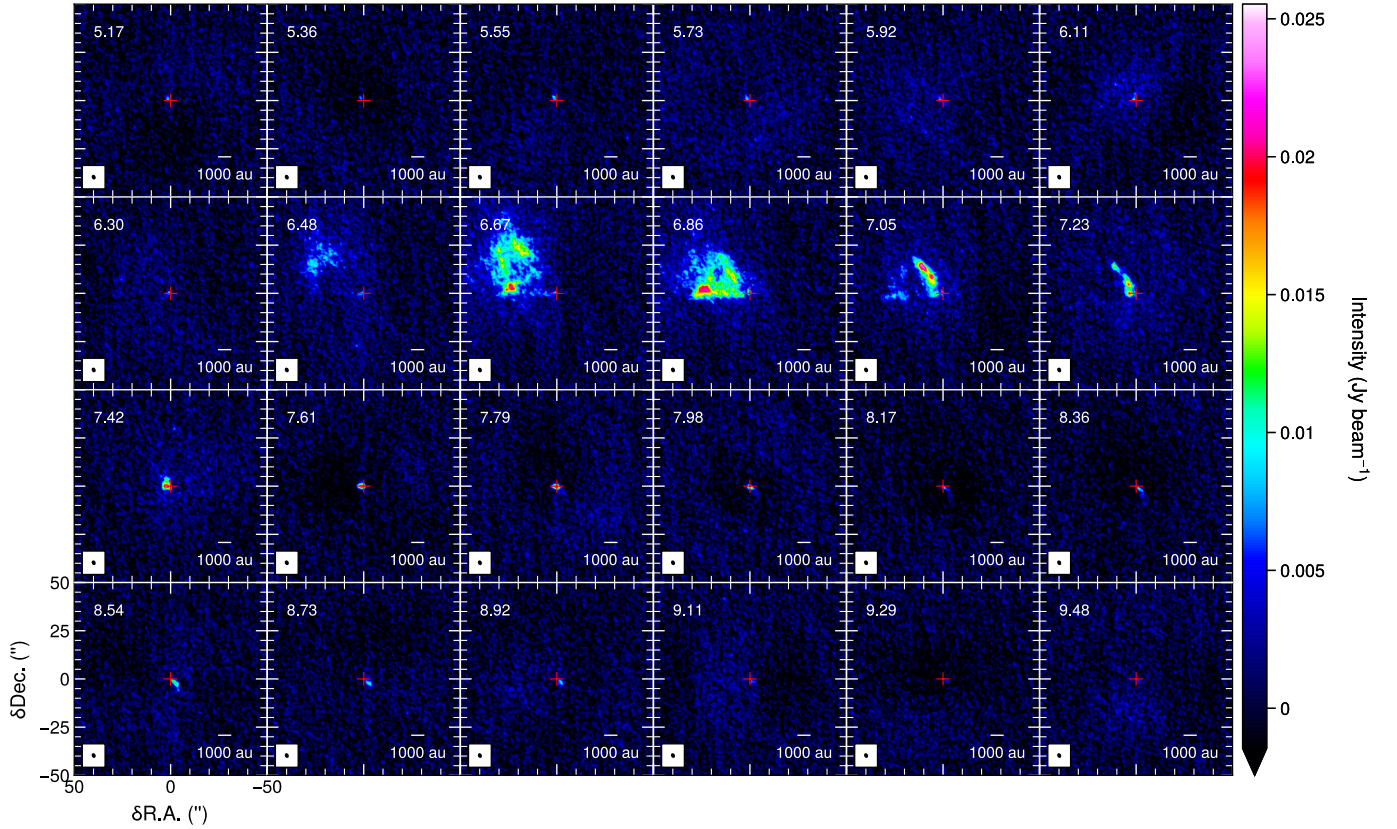 5.17 5.36 5.55 5.73 5.92 6.11
1000 au 1000 au 1000 au 1000 au 1000 au 1000 au
6.30 6.48 6.67 6.86 7.05 7.23
1000 au 1000 au 1000 au 1000 au 1000 au 1000 au
7.42 7.61 7.79 7.98 8.17 8.36
1000 au 1000 au 1000 au 1000 au 1000 au 1000 au
8.54 8.73 8.92 9.11 9.29 9.48
1000 au 1000 au 1000 au 1000 au 1000 au 1000 au
50
25
0
−25
−50
δDec. (")
50 0 −50
δR.A. (")
0.025
0.02
0.015
0.01
0.005
0
Intensity (Jy beam⁻¹)